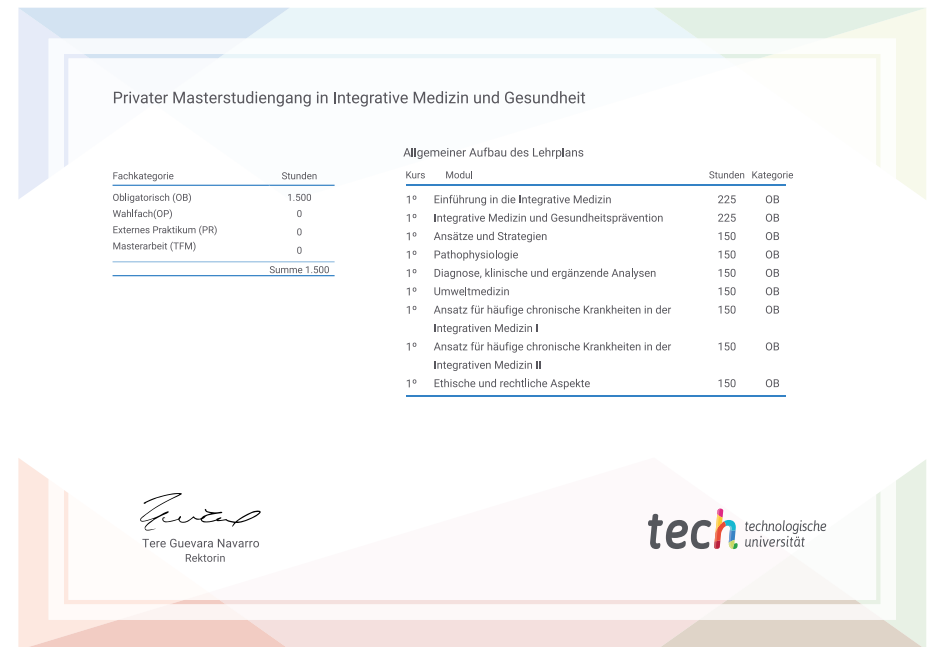 Privater Masterstudiengang in Integrative Medizin und Gesundheit
Fachkategorie Stunden
Obligatorisch (OB) 1.500
Wahlfach(OP) 0
Externes Praktikum (PR) 0
Masterarbeit (TFM) 0
Summe 1.500
Allgemeiner Aufbau des Lehrplans
Kurs Modul Stunden Kategorie
1º Einführung in die Integrative Medizin 225 OB
1º Integrative Medizin und Gesundheitsprävention 225 OB
1º Ansätze und Strategien 150 OB
1º Pathophysiologie 150 OB
1º Diagnose, klinische und ergänzende Analysen 150 OB
1º Umweltmedizin 150 OB
1º Ansatz für häufige chronische Krankheiten in der 150 OB
Integrativen Medizin I
1º Ansatz für häufige chronische Krankheiten in der 150 OB
Integrativen Medizin II
1º Ethische und rechtliche Aspekte 150 OB
Tere Guevara Navarro
Rektorin
tech technologische
universität